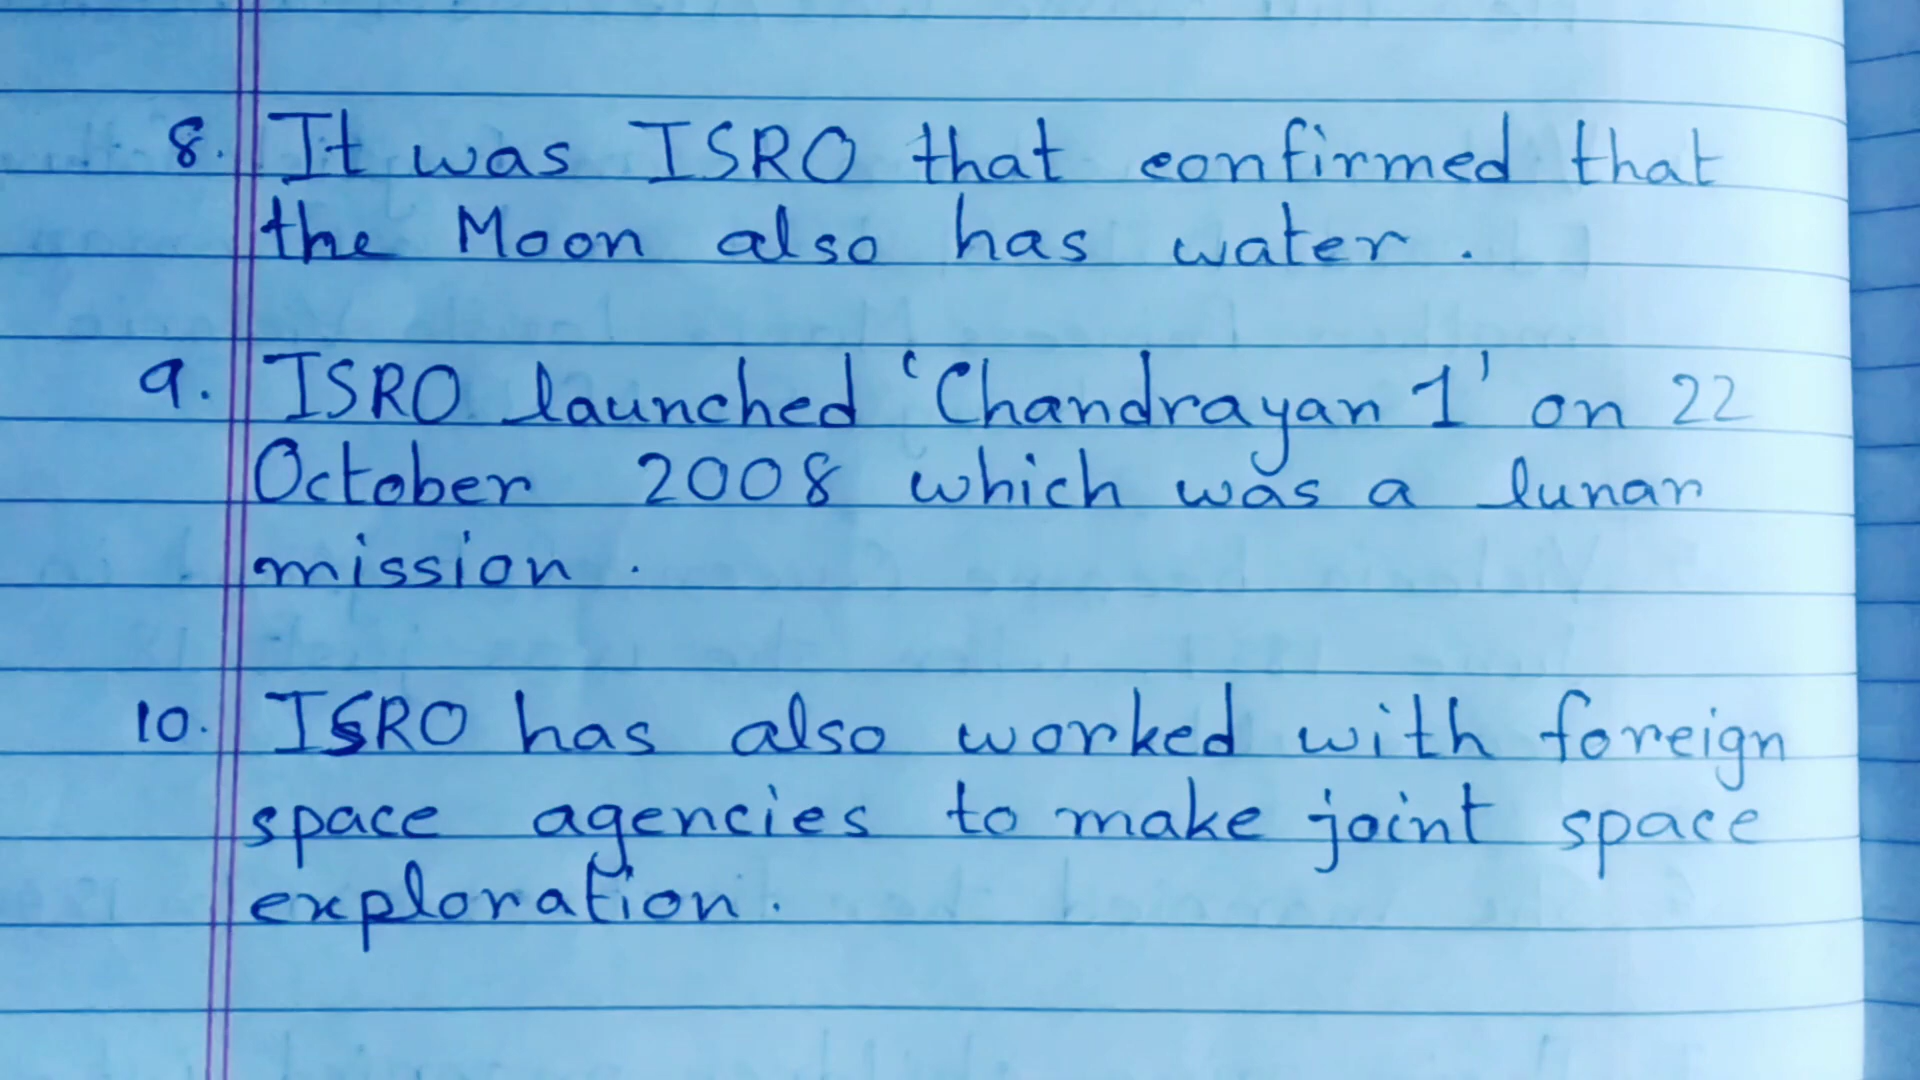 8. It was ISRO that confirmed that
the Moon also has water.
9. ISRO launched 'Chandrayan 1' on 22
October 2008 which was a lunar
mission.
10. ISRO has also worked with foreign
space agencies to make joint space
exploration.